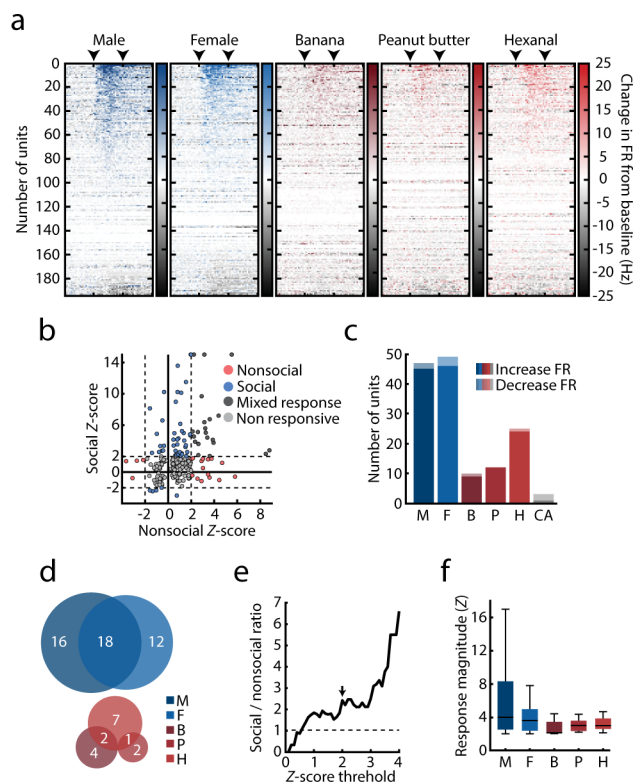 a
Male Female Banana Peanut butter Hexanal
0
20
40
60
80
100
120
140
160
180
Number of units
25
20
15
10
5
0
-5
-10
-15
-20
-25
Change in FR from baseline (Hz)
b
14
10
6
2
0
-2
Social Z-score
-2 0 2 4 6 8
Nonsocial Z-score
Nonsocial
Social
Mixed response
Non responsive
c
50
40
30
20
10
0
Number of units
Increase FR
Decrease FR
M F B P H CA
d
16 18 12
7
2 1
4 2
M
F
B
P
H
e
7
6
5
4
3
2
1
0
Social / nonsocial ratio
0 1 2 3 4
Z-score threshold
f
Response magnitude (Z)
16
12
8
4
0
M F B P H